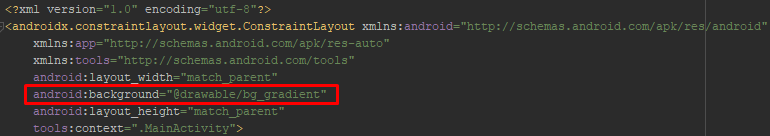 <?xml version="1.0" encoding="utf-8"?>
<androidx.constraintlayout.widget.ConstraintLayout xmlns:android="http://schemas.android.com/apk/res/android"
xmlns:app="http://schemas.android.com/apk/res-auto"
xmlns:tools="http://schemas.android.com/tools"
android:layout_width="match_parent"
android:background="@drawable/bg_gradient"
android:layout_height="match_parent"
tools:context=".MainActivity">